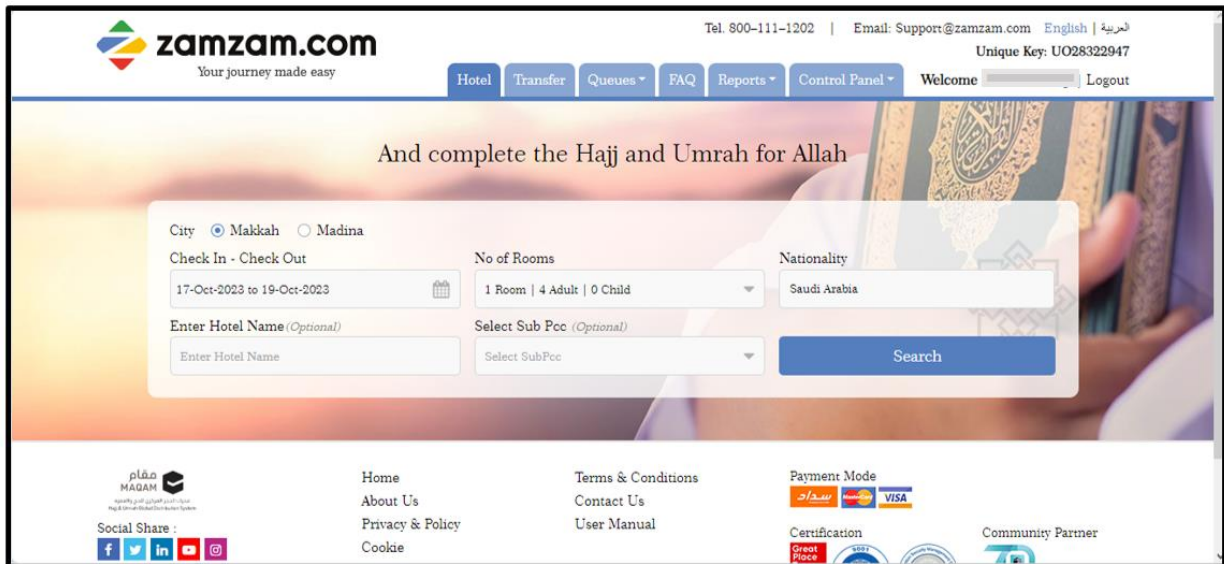 zamzam.com
Your journey made easy
Tel. 800–111–1202 | Email: Support@zamzam.com English | العربية
Unique Key: UO28322947
Hotel Transfer Queues FAQ Reports Control Panel Welcome | Logout
And complete the Hajj and Umrah for Allah
City Makkah Madina
Check In - Check Out No of Rooms Nationality
17-Oct-2023 to 19-Oct-2023 1 Room | 4 Adult | 0 Child Saudi Arabia
Enter Hotel Name (Optional) Select Sub Pcc (Optional)
Enter Hotel Name Select SubPcc Search
مقام
MAQAM
Social Share :
Home
About Us
Privacy & Policy
Cookie
Terms & Conditions
Contact Us
User Manual
Payment Mode
سداد MasterCard VISA
Certification
Great
Place
Community Partner